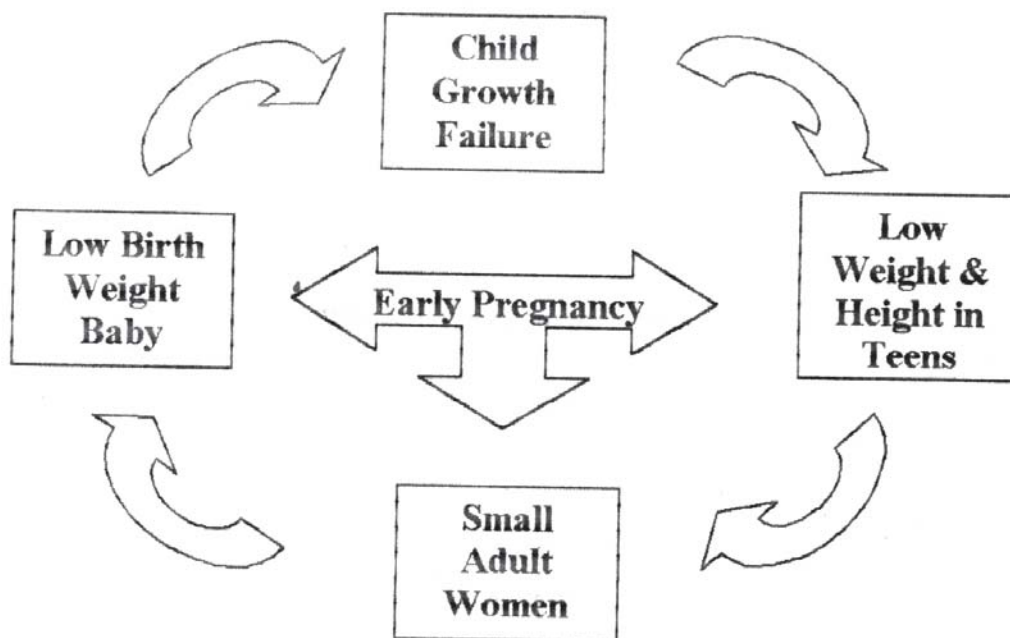 Child
Growth
Failure
Low Birth
Weight
Baby
Early Pregnancy
Low
Weight &
Height in
Teens
Small
Adult
Women